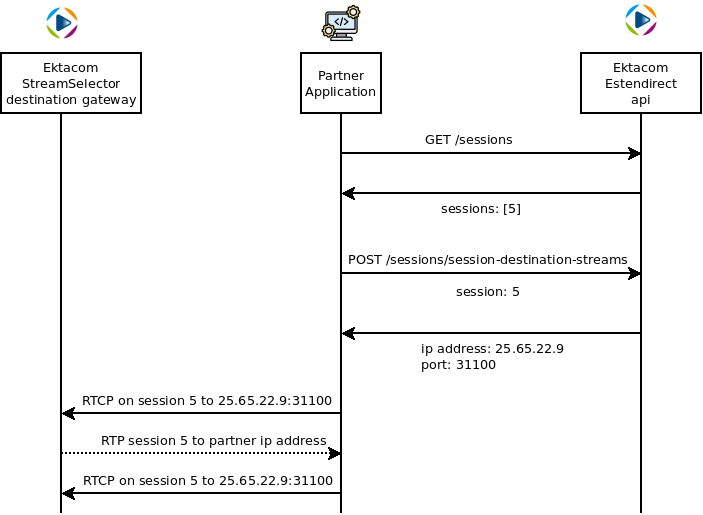 Ektacom
StreamSelector
destination gateway
Partner
Application
Ektacom
Estendirect
api
GET /sessions
sessions: [5]
POST /sessions/session-destination-streams
session: 5
ip address: 25.65.22.9
port: 31100
RTCP on session 5 to 25.65.22.9:31100
RTP session 5 to partner ip address
RTCP on session 5 to 25.65.22.9:31100